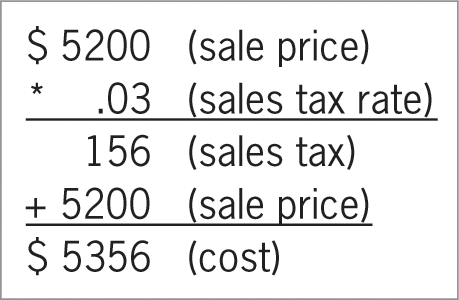 $ 5200 (sale price)
* .03 (sales tax rate)
156 (sales tax)
+ 5200 (sale price)
$ 5356 (cost)